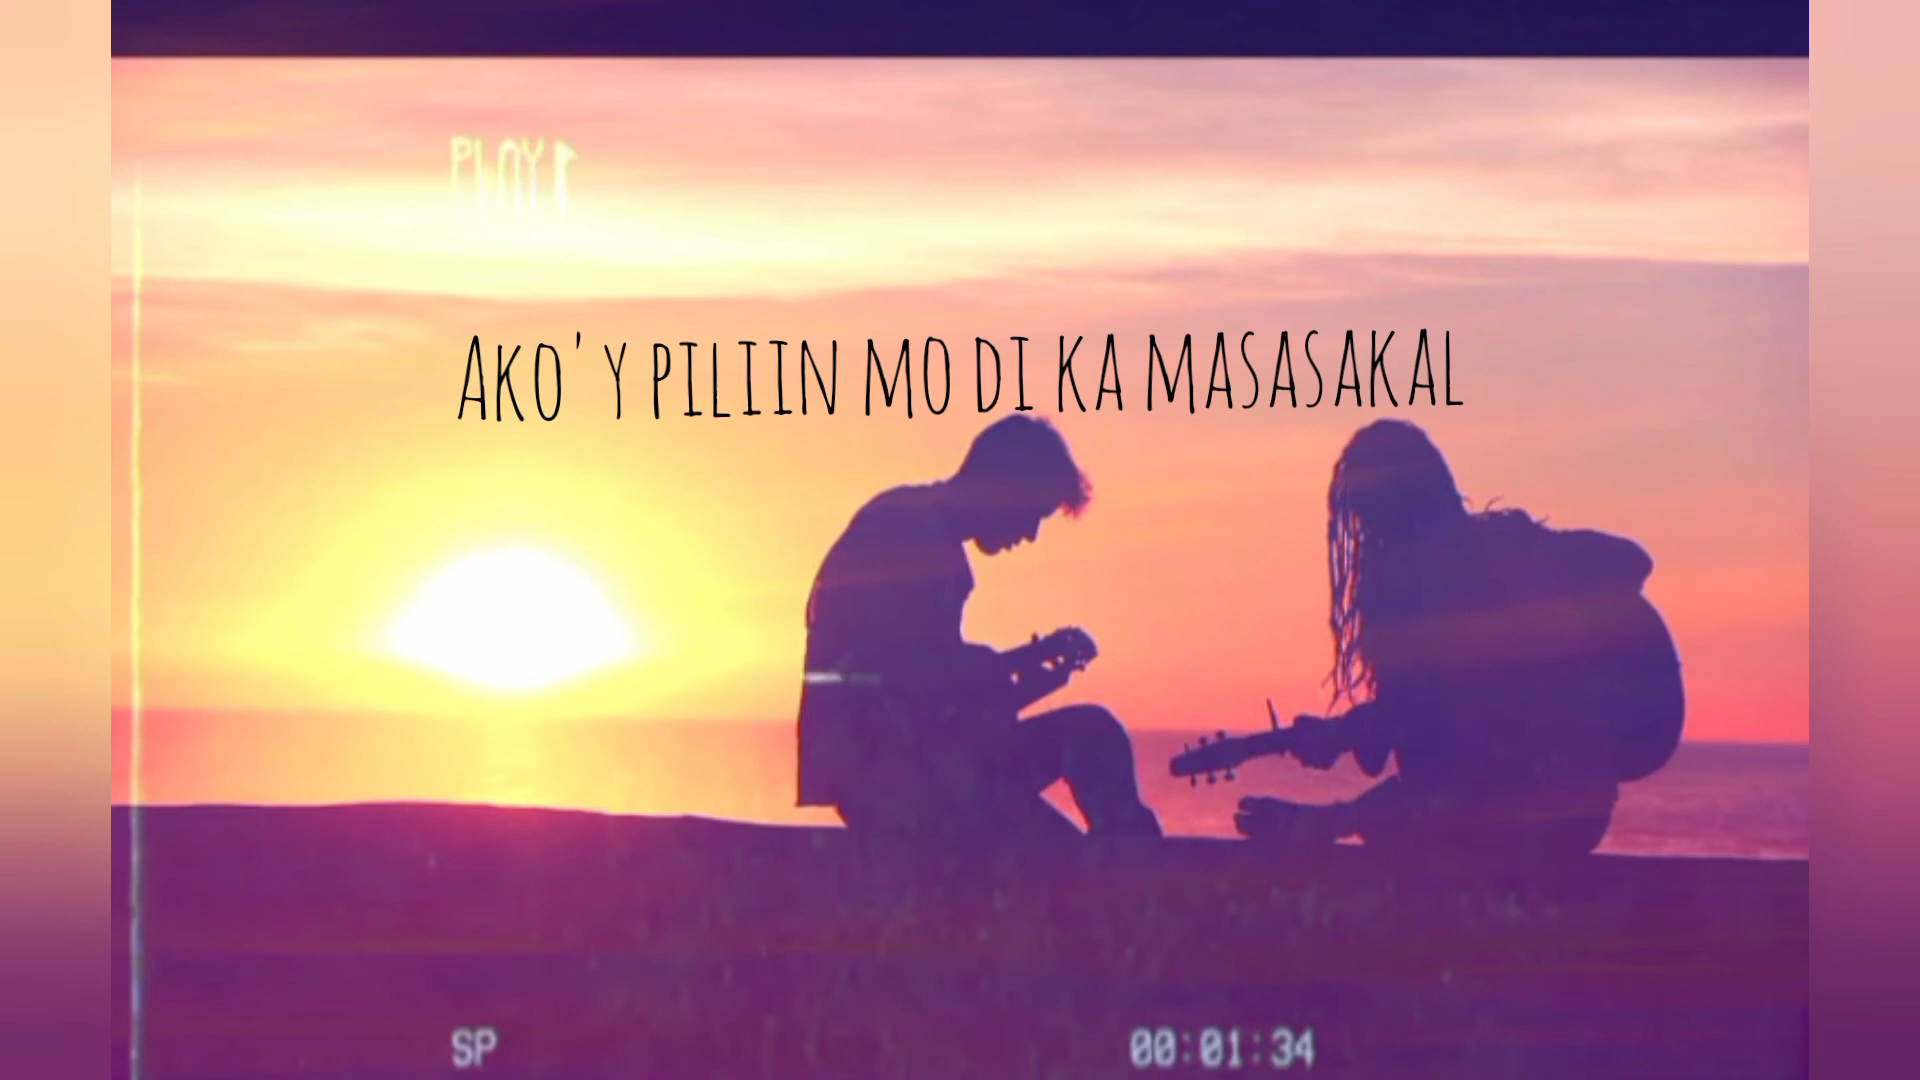 PLAY
AKO'Y PILIIN MO DI KA MASASAKAL
SP
00:01:34